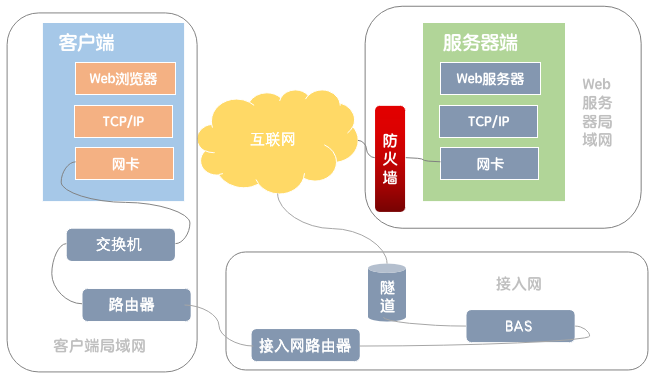 客户端
Web浏览器
TCP/IP
网卡
交换机
路由器
客户端局域网
互联网
防
火
墙
服务器端
Web服务器
TCP/IP
网卡
Web
服务
器局
域网
隧
道
接入网
BAS
接入网路由器